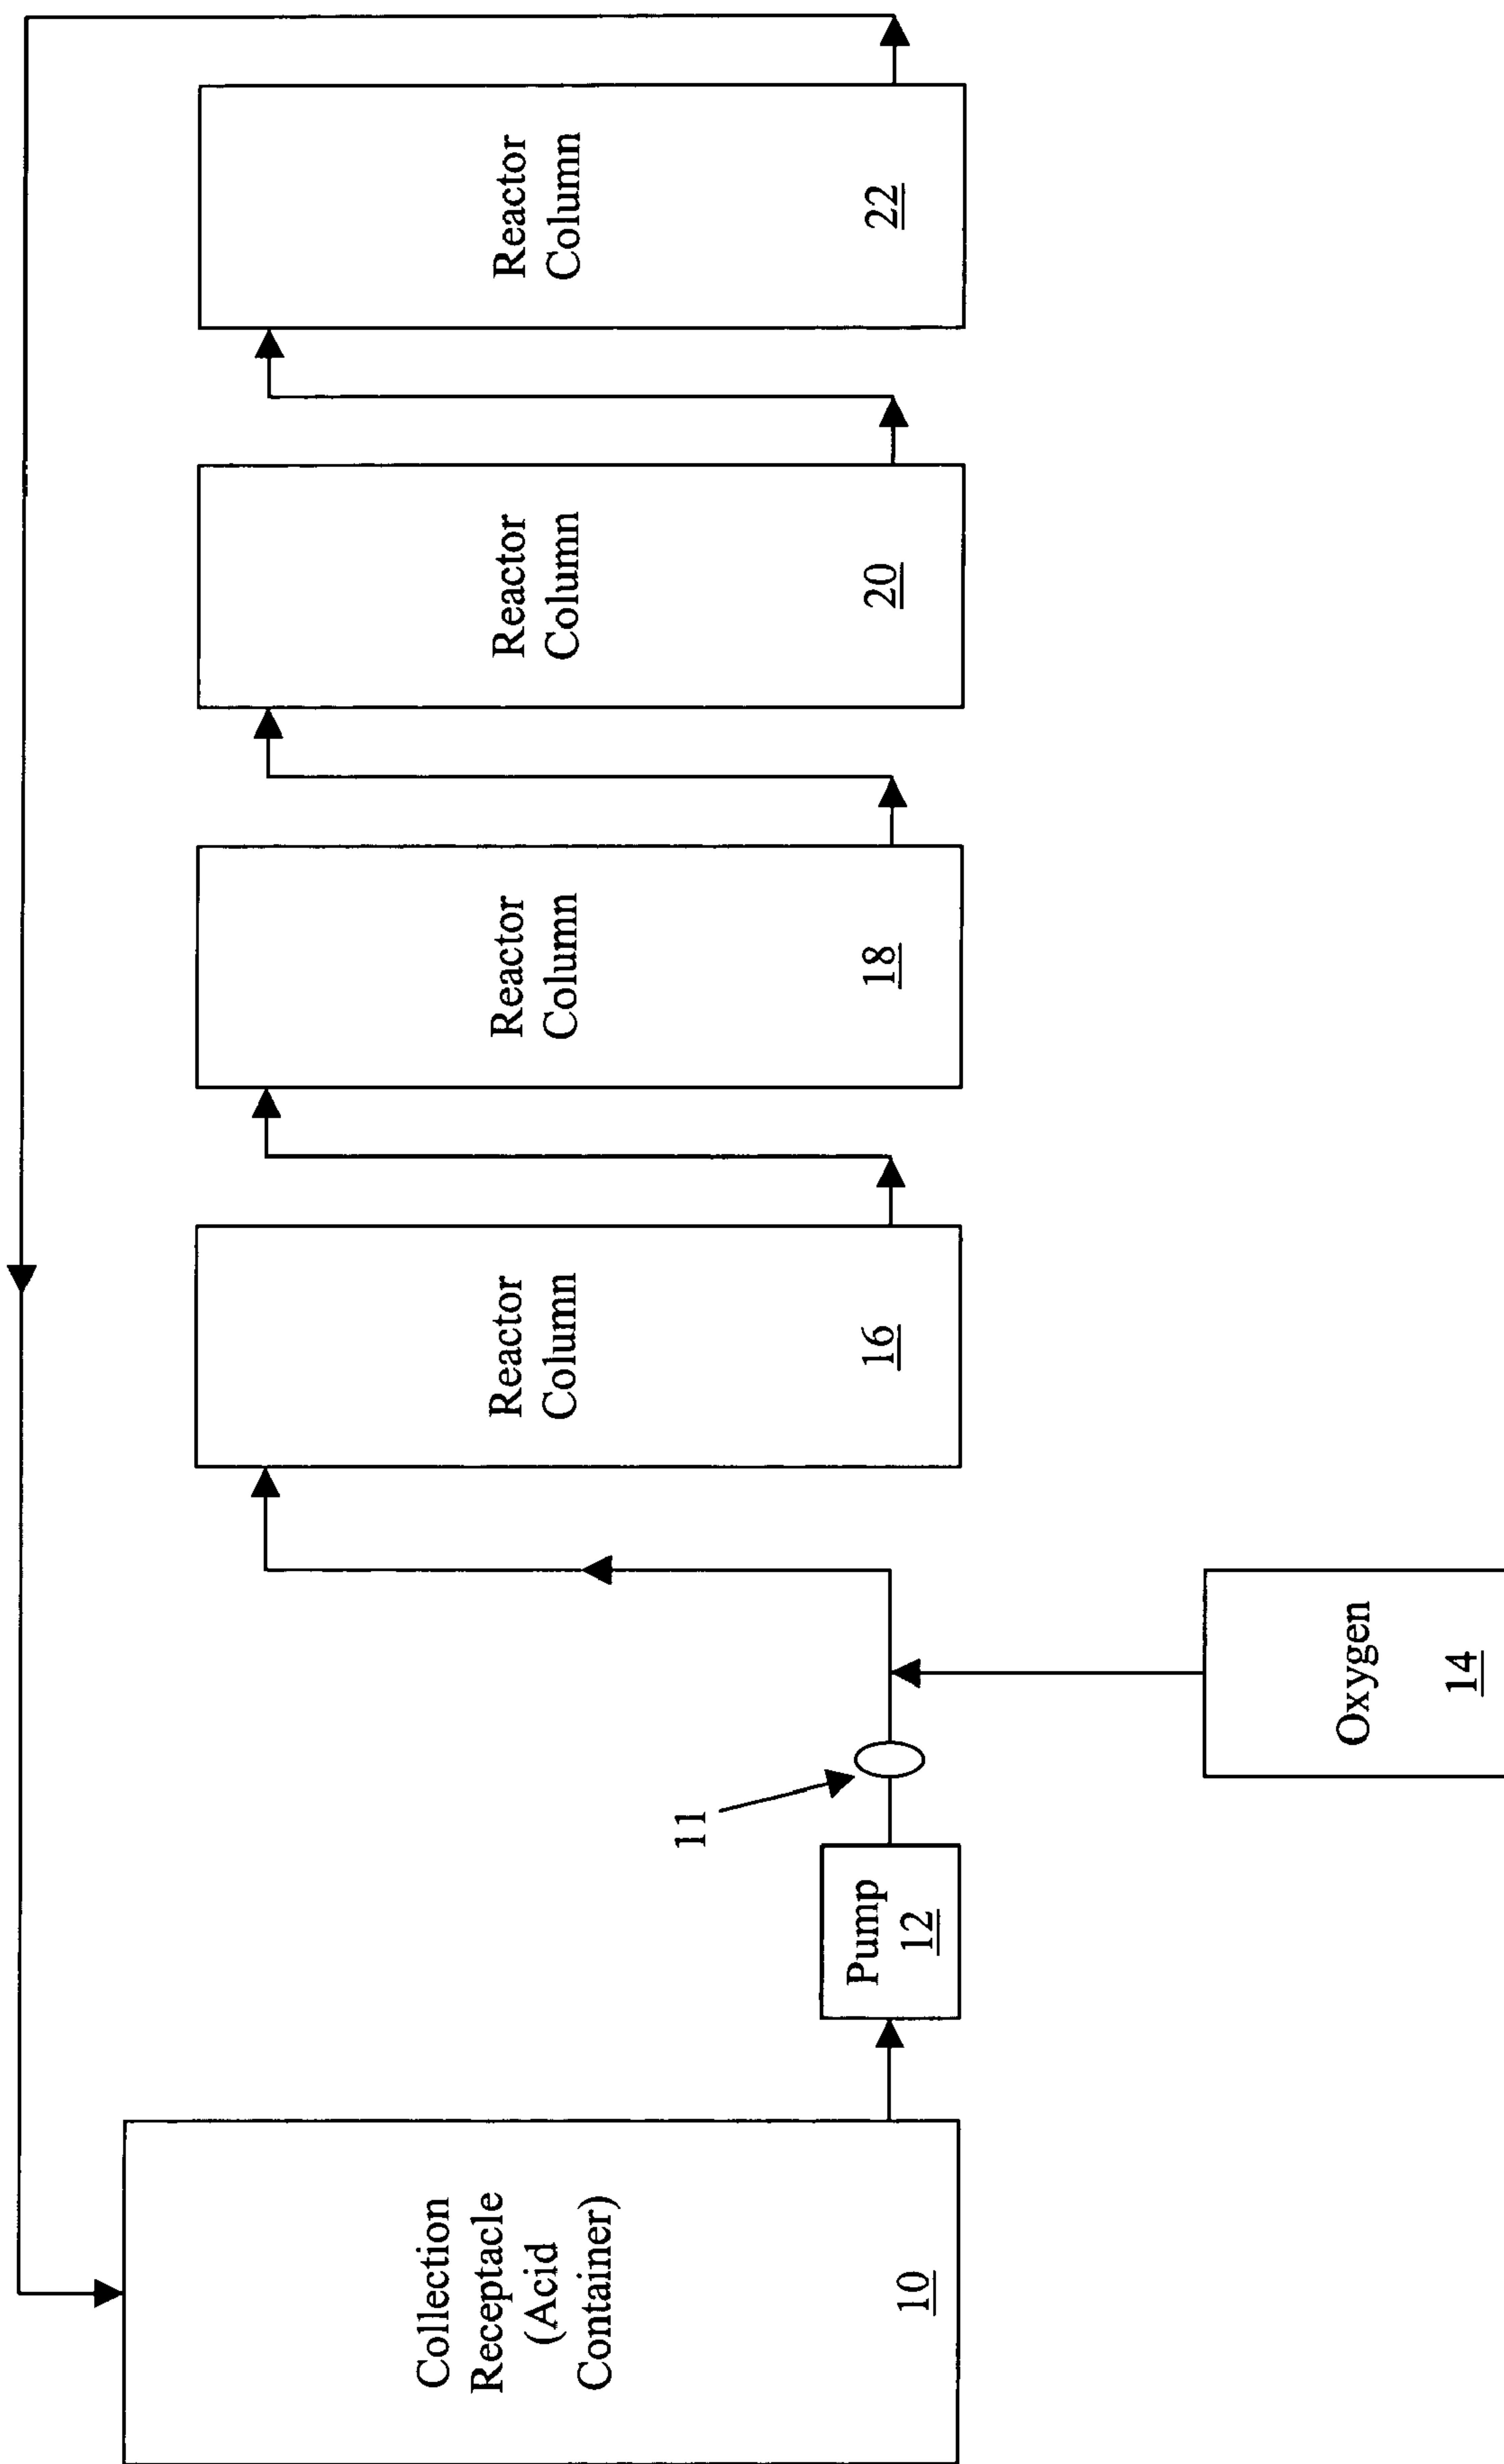 Collection
Receptacle
(Acid
Container)
10
Pump
12
11
Oxygen
14
Reactor
Column
16
Reactor
Column
18
Reactor
Column
20
Reactor
Column
22